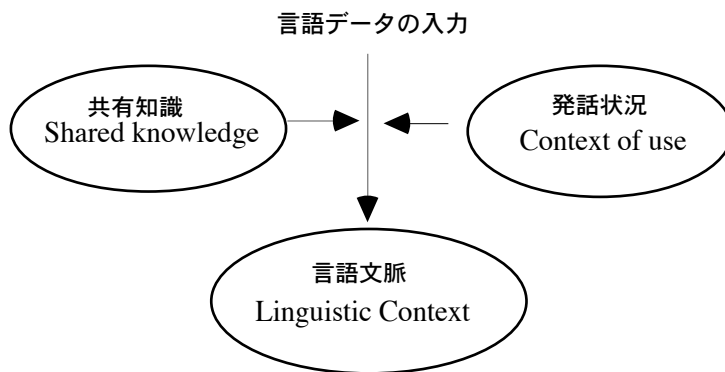 言語データの入力
共有知識
Shared knowledge
発話状況
Context of use
言語文脈
Linguistic Context